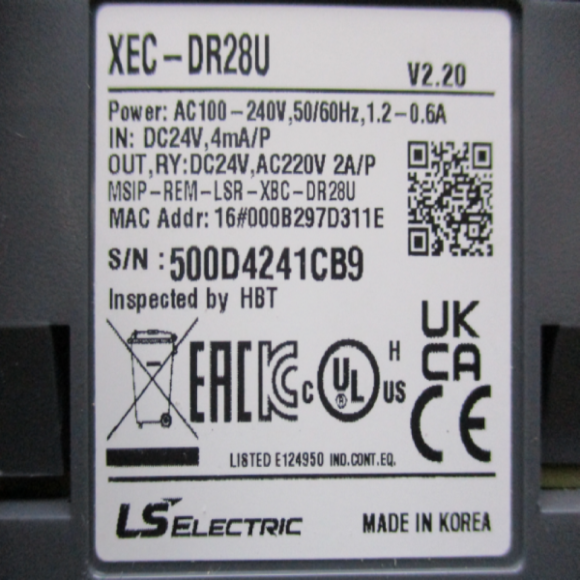 XEC-DR28U
V2.20
Power: AC100-240V,50/60Hz,1.2-0.6A
IN: DC24V,4mA/P
OUT,RY:DC24V,AC220V 2A/P
MSIP-REM-LSR-XBC-DR28U
MAC Addr: 16#000B297D311E
S/N : 500D4241CB9
Inspected by HBT
UK
CA
EAC KC c UL ® H US
CE
LISTED E124950 IND.CONT.EQ.
LS ELECTRIC
MADE IN KOREA